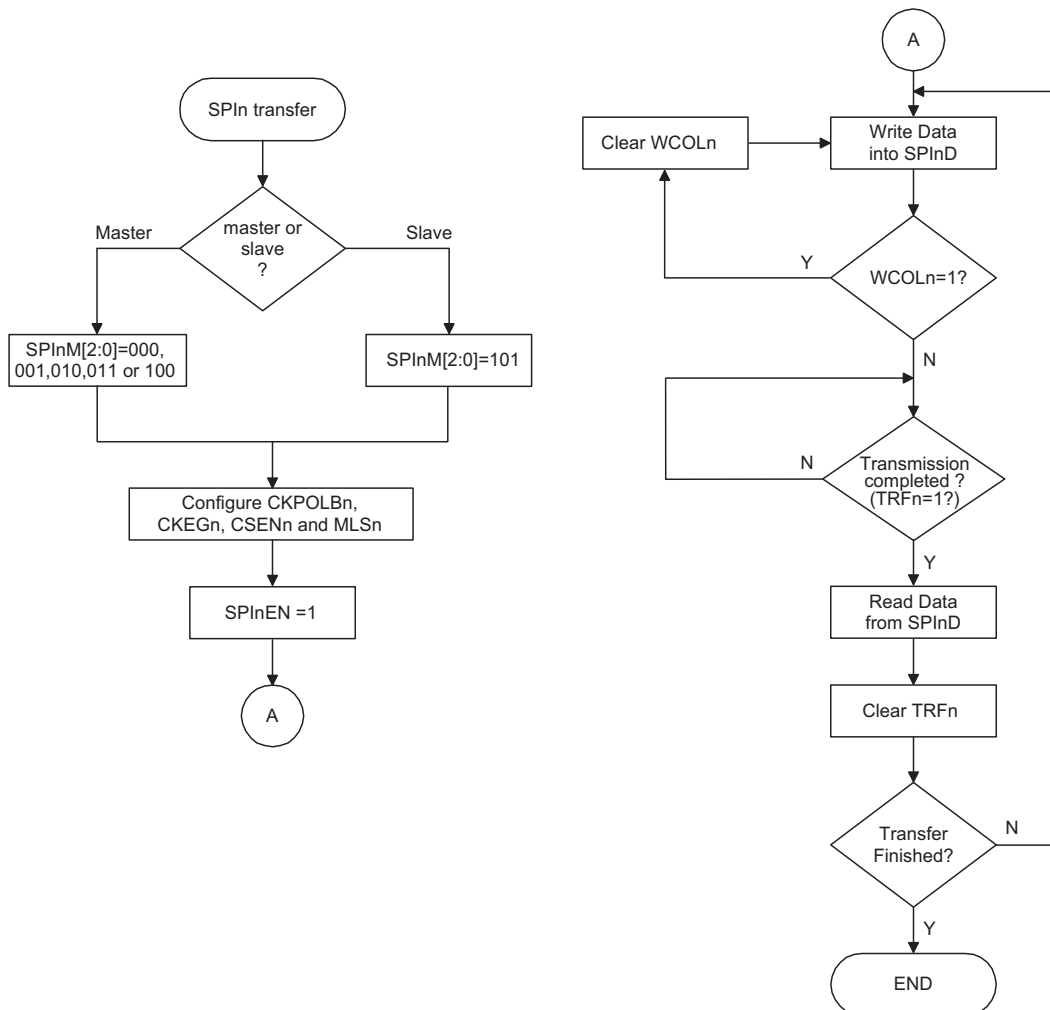 SPIn transfer
master or
slave
?
Master
Slave
SPInM[2:0]=000,
001,010,011 or 100
SPInM[2:0]=101
Configure CKPOLBn,
CKEGn, CSENn and MLSn
SPInEN =1
A
A
Write Data
into SPInD
Clear WCOLn
WCOLn=1?
Y
N
Transmission
completed ?
(TRFn=1?)
N
Y
Read Data
from SPInD
Clear TRFn
Transfer
Finished?
N
Y
END